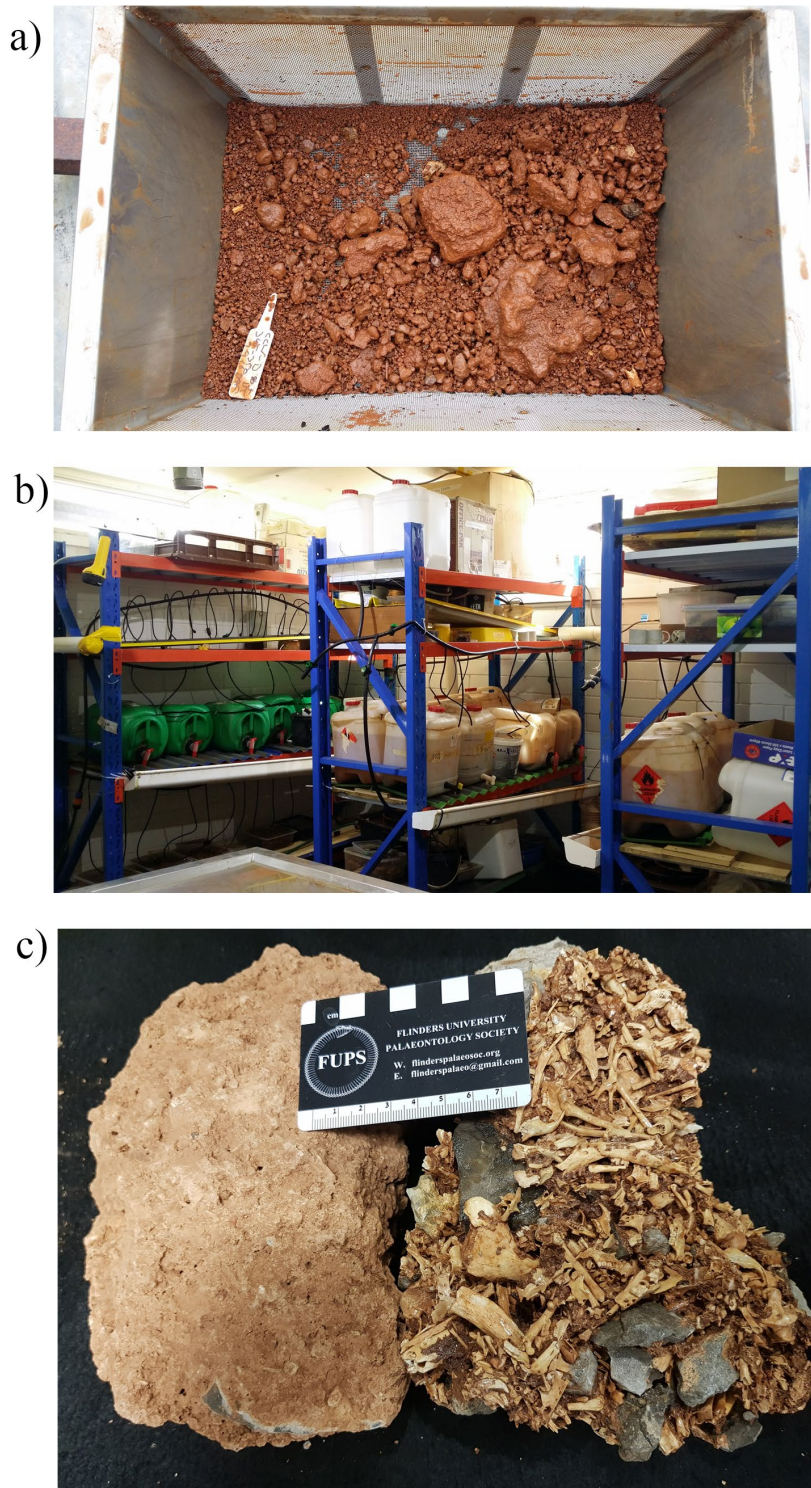 a)
b)
c)
cm
FLINDERS UNIVERSITY
PALAEONTOLOGY SOCIETY
FUPS
W. flinderspalaeosoc.org
E. flinderspalaeo@gmail.com
1 2 3 4 5 6 7